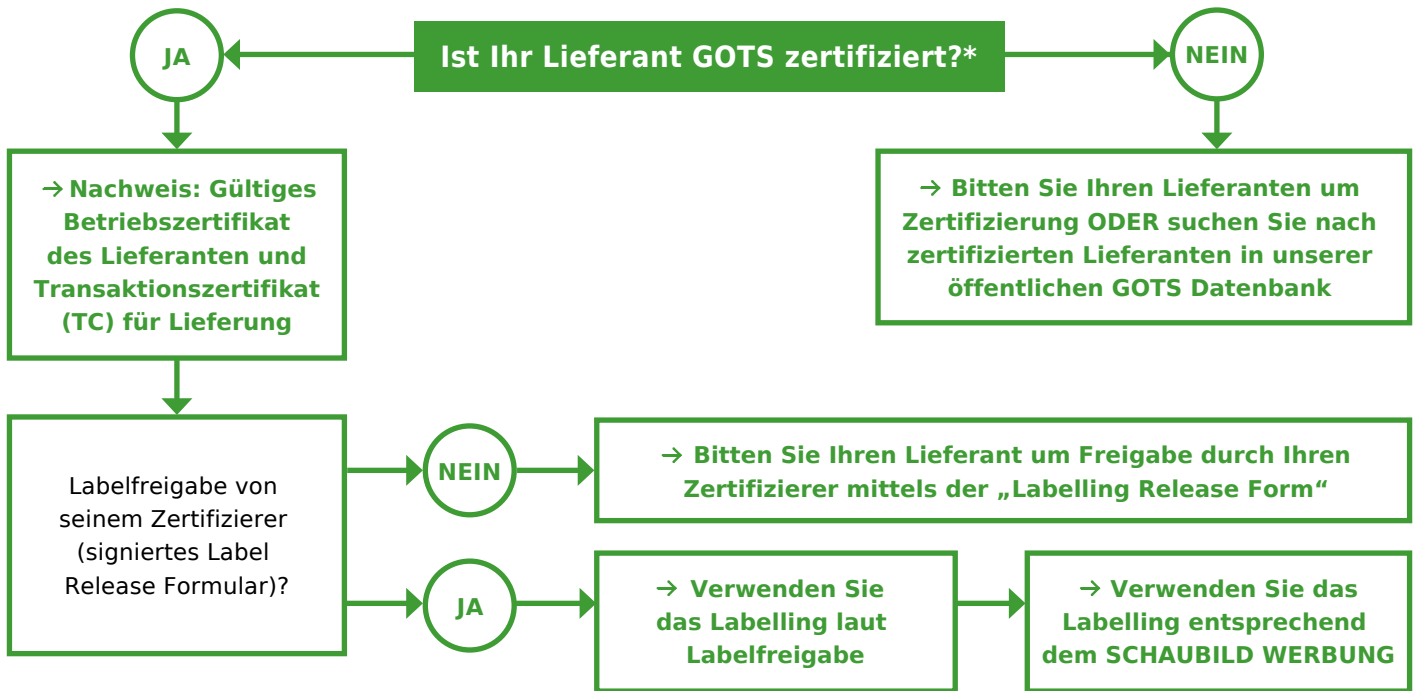 Ist Ihr Lieferant GOTS zertifiziert?*
JA
NEIN
→ Nachweis: Gültiges
Betriebszertifikat
des Lieferanten und
Transaktionszertifikat
(TC) für Lieferung
→ Bitten Sie Ihren Lieferanten um
Zertifizierung ODER suchen Sie nach
zertifizierten Lieferanten in unserer
öffentlichen GOTS Datenbank
Labelfreigabe von
seinem Zertifizierer
(signiertes Label
Release Formular)?
NEIN
→ Bitten Sie Ihren Lieferant um Freigabe durch Ihren
Zertifizierer mittels der „Labelling Release Form“
JA
→ Verwenden Sie
das Labelling laut
Labelfreigabe
→ Verwenden Sie das
Labelling entsprechend
dem SCHAUBILD WERBUNG